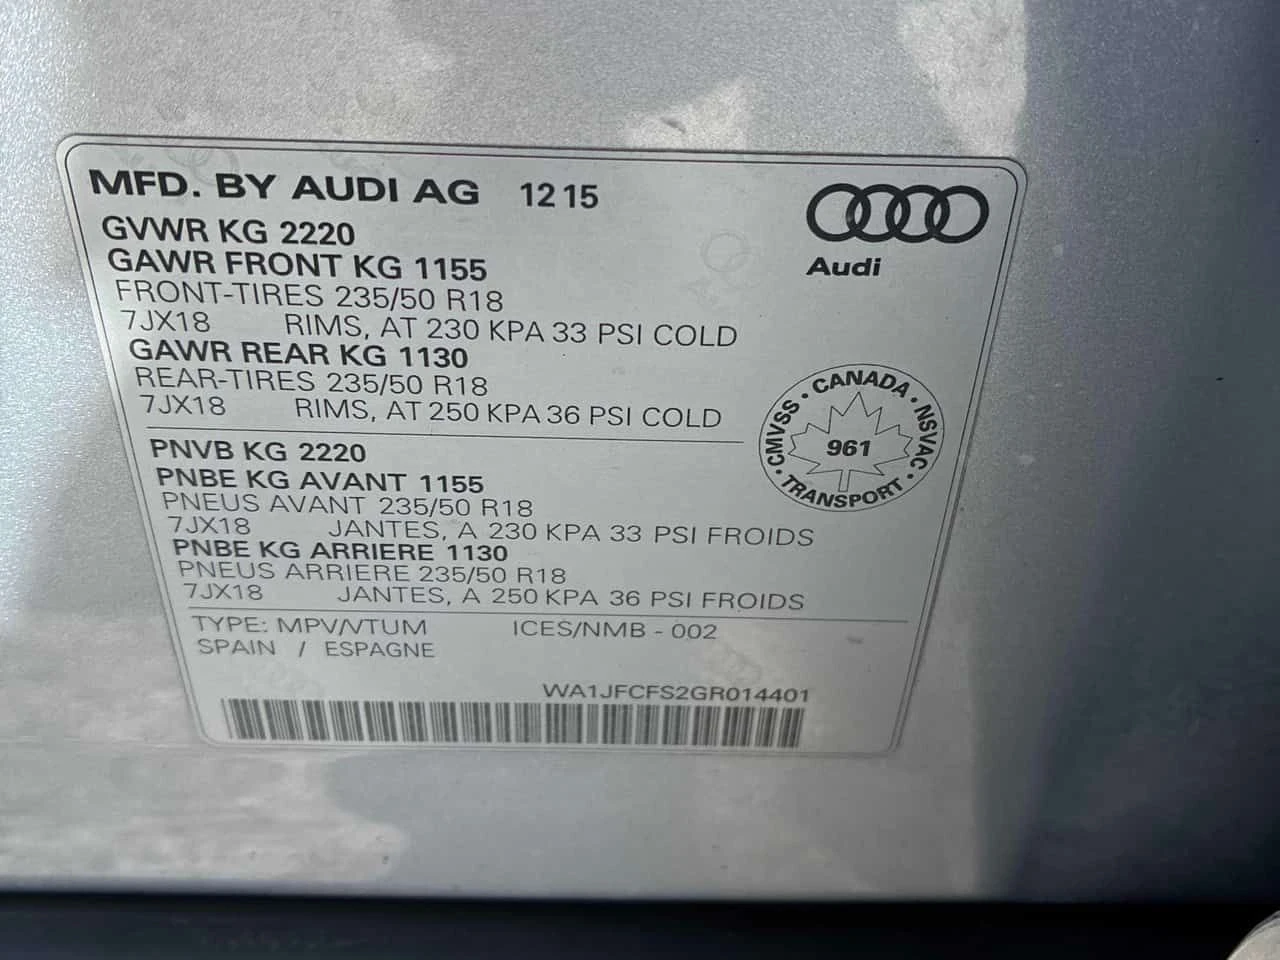 MFD. BY AUDI AG 12 15
Audi
GVWR KG 2220
GAWR FRONT KG 1155
FRONT-TIRES 235/50 R18
7JX18 RIMS, AT 230 KPA 33 PSI COLD
GAWR REAR KG 1130
REAR-TIRES 235/50 R18
7JX18 RIMS, AT 250 KPA 36 PSI COLD
· CANADA · NSVAC · TRANSPORT · CMVSS
961
PNVB KG 2220
PNBE KG AVANT 1155
PNEUS AVANT 235/50 R18
7JX18 JANTES, A 230 KPA 33 PSI FROIDS
PNBE KG ARRIERE 1130
PNEUS ARRIERE 235/50 R18
7JX18 JANTES, A 250 KPA 36 PSI FROIDS
TYPE: MPV/VTUM ICES/NMB - 002
SPAIN / ESPAGNE
WA1JFCFS2GR014401